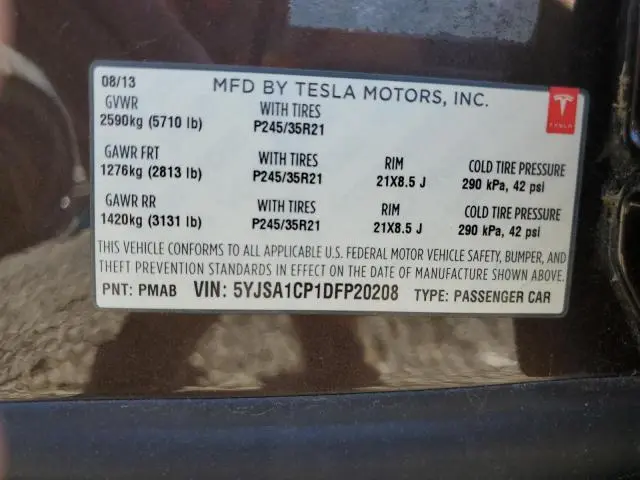 08/13 MFD BY TESLA MOTORS, INC.
GVWR WITH TIRES
2590kg (5710 lb) P245/35R21
TESLA
GAWR FRT WITH TIRES RIM COLD TIRE PRESSURE
1276kg (2813 lb) P245/35R21 21X8.5 J 290 kPa, 42 psi
GAWR RR WITH TIRES RIM COLD TIRE PRESSURE
1420kg (3131 lb) P245/35R21 21X8.5 J 290 kPa, 42 psi
THIS VEHICLE CONFORMS TO ALL APPLICABLE U.S. FEDERAL MOTOR VEHICLE SAFETY, BUMPER, AND
THEFT PREVENTION STANDARDS IN EFFECT ON THE DATE OF MANUFACTURE SHOWN ABOVE.
PNT: PMAB VIN: 5YJSA1CP1DFP20208 TYPE: PASSENGER CAR